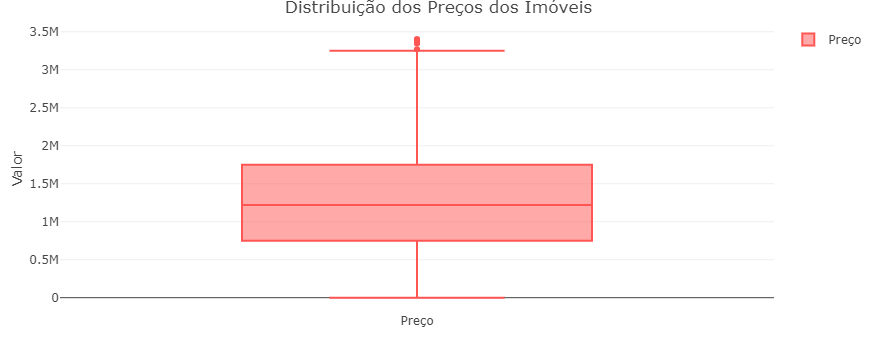 Distribuição dos Preços dos Imóveis
3.5M
3M
2.5M
2M
1.5M
1M
0.5M
0
Valor
Preço
Preço